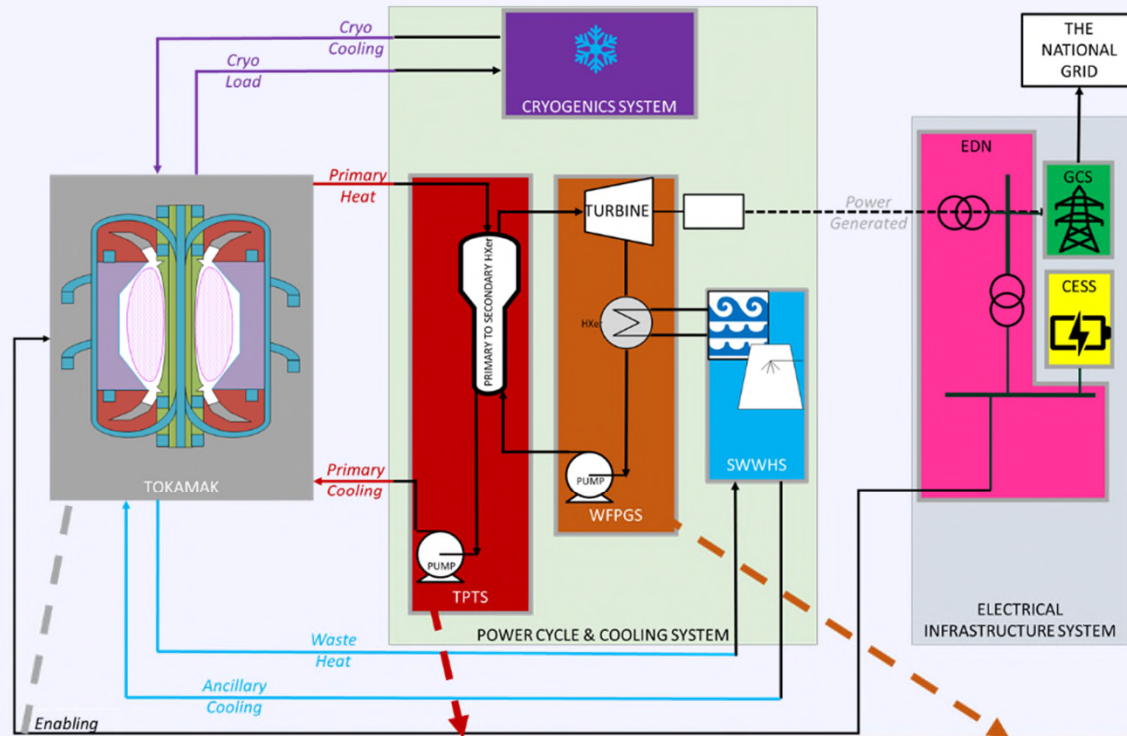 Cryo
Cooling
Cryo
Load
CRYOGENICS SYSTEM
THE
NATIONAL
GRID
EDN
GCS
CESS
Primary
Heat
PRIMARY TO SECONDARY HXer
TURBINE
Power
Generated
HXer
TOKAMAK
Primary
Cooling
PUMP
PUMP
WFPGS
SWWHS
TPTS
POWER CYCLE & COOLING SYSTEM
ELECTRICAL
INFRASTRUCTURE SYSTEM
Waste
Heat
Ancillary
Cooling
Enabling